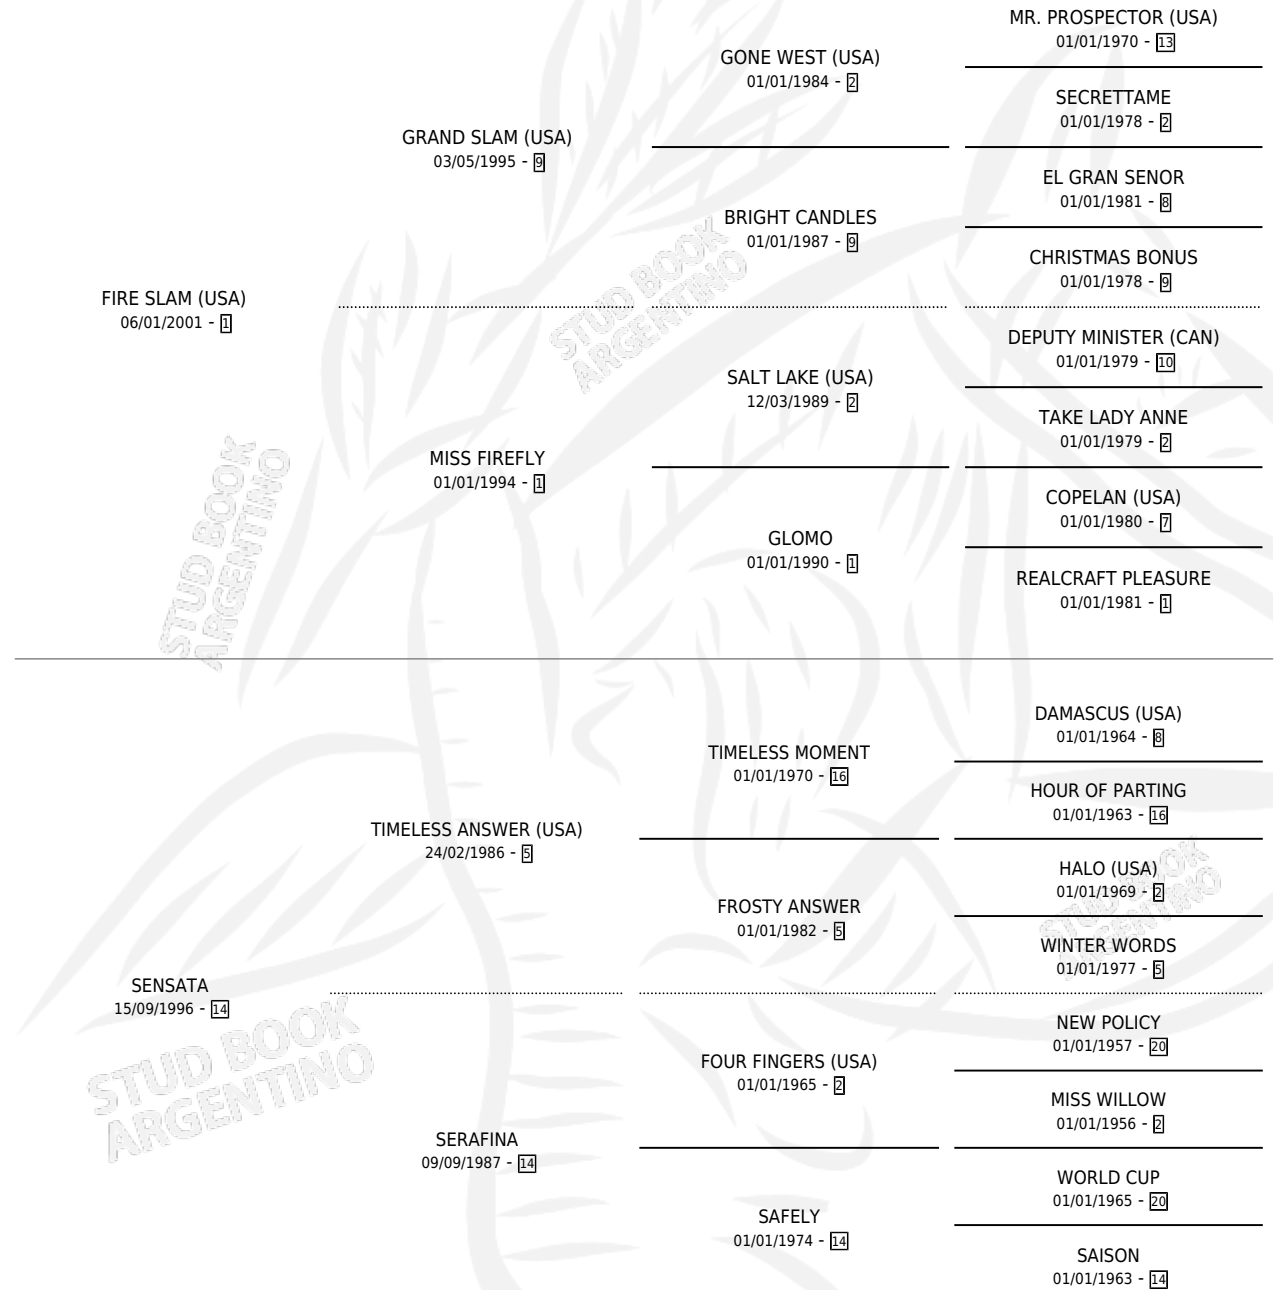 MR. PROSPECTOR (USA)
01/01/1970 - 13
GONE WEST (USA)
01/01/1984 - 2
SECRETTAME
01/01/1978 - 2
GRAND SLAM (USA)
03/05/1995 - 9
EL GRAN SENOR
01/01/1981 - 8
BRIGHT CANDLES
01/01/1987 - 9
CHRISTMAS BONUS
01/01/1978 - 9
FIRE SLAM (USA)
06/01/2001 - 1
DEPUTY MINISTER (CAN)
01/01/1979 - 10
SALT LAKE (USA)
12/03/1989 - 2
TAKE LADY ANNE
01/01/1979 - 2
MISS FIREFLY
01/01/1994 - 1
COPELAN (USA)
01/01/1980 - 7
GLOMO
01/01/1990 - 1
REALCRAFT PLEASURE
01/01/1981 - 1
STUD BOOK
ARGENTINO
STUD BOOK
ARGENTINO
DAMASCUS (USA)
01/01/1964 - 8
TIMELESS MOMENT
01/01/1970 - 16
HOUR OF PARTING
01/01/1963 - 16
TIMELESS ANSWER (USA)
24/02/1986 - 5
HALO (USA)
01/01/1969 - 2
FROSTY ANSWER
01/01/1982 - 5
WINTER WORDS
01/01/1977 - 5
SENSATA
15/09/1996 - 14
NEW POLICY
01/01/1957 - 20
FOUR FINGERS (USA)
01/01/1965 - 2
MISS WILLOW
01/01/1956 - 2
SERAFINA
09/09/1987 - 14
WORLD CUP
01/01/1965 - 20
SAFELY
01/01/1974 - 14
SAISON
01/01/1963 - 14
STUD BOOK
ARGENTINO
STUD BOOK
ARGENTINO